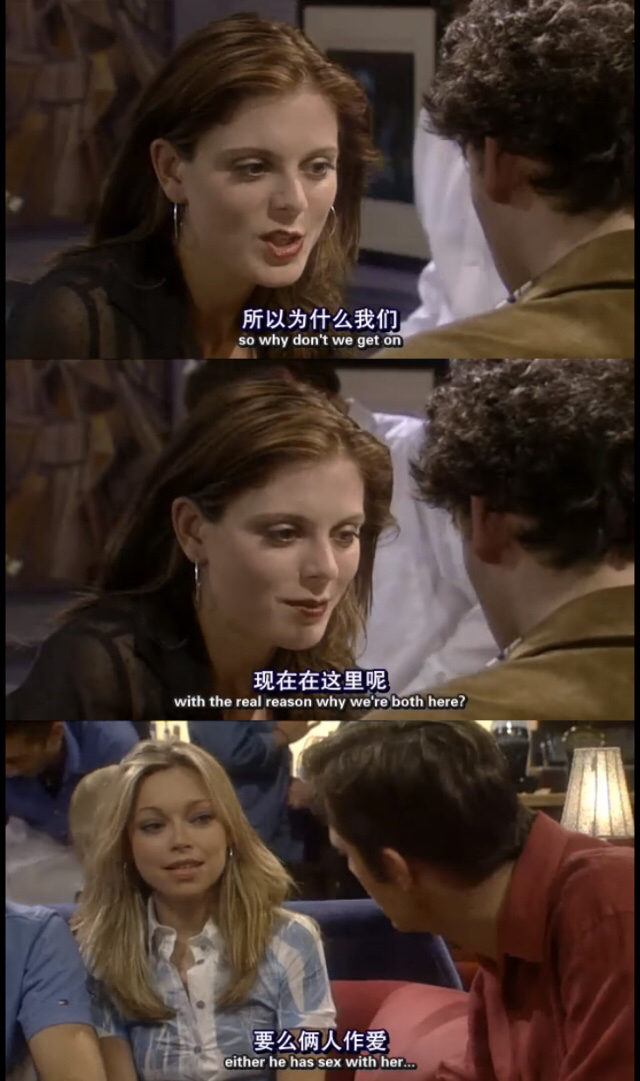 所以为什么我们
so why don't we get on
现在在这里呢
with the real reason why we're both here?
要么俩人作爱
either he has sex with her...